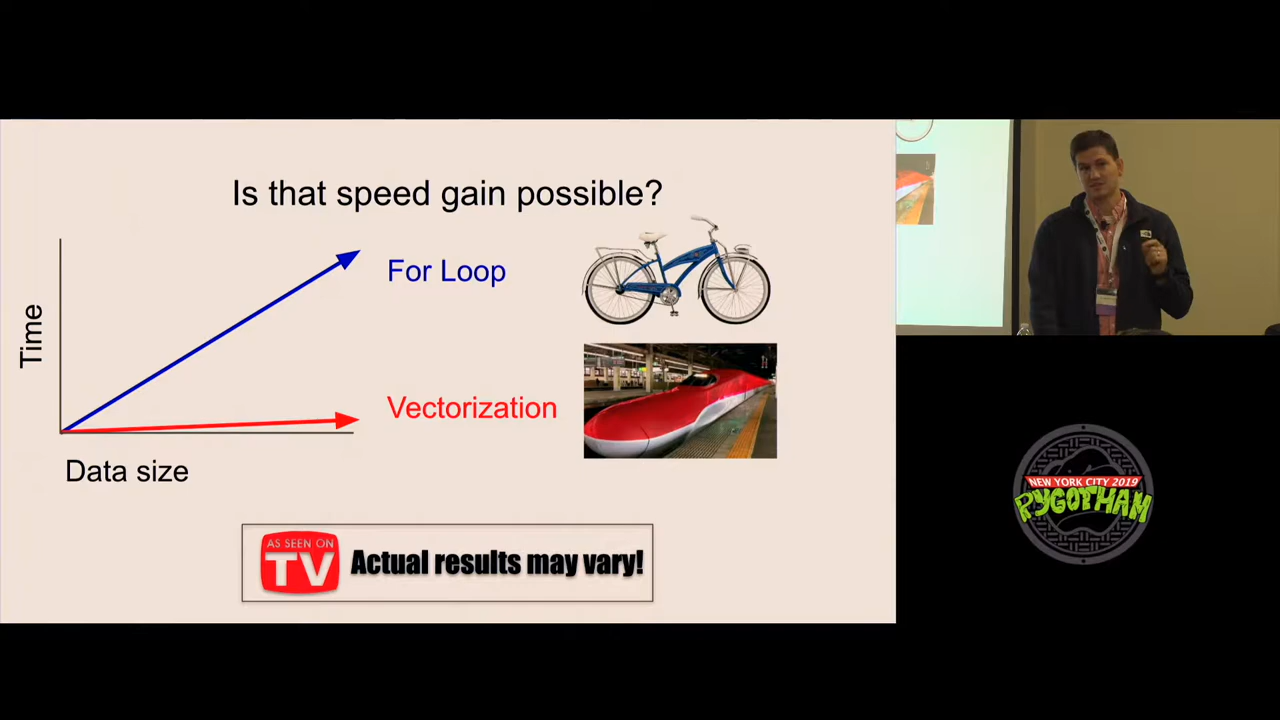 Is that speed gain possible?
Time
For Loop
Vectorization
Data size
AS SEEN ON
TV
Actual results may vary!
NEW YORK CITY 2019
PYGOTHAM